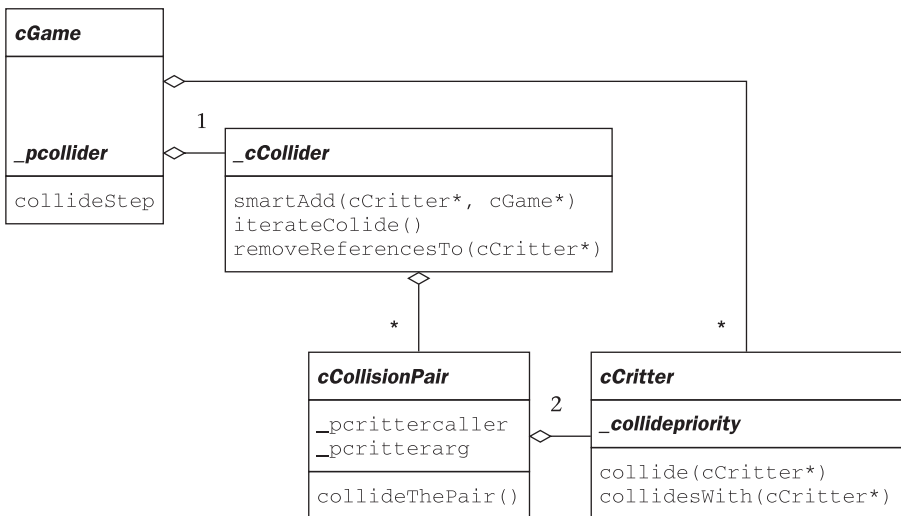 cGame
_pcollider
collideStep
1
_cCollider
smartAdd(cCritter*, cGame*)
iterateColide()
removeReferencesTo(cCritter*)
*
*
cCollisionPair
_pcrittercaller
_pcritterarg
collideThePair()
2
cCritter
_collidepriority
collide(cCritter*)
collidesWith(cCritter*)